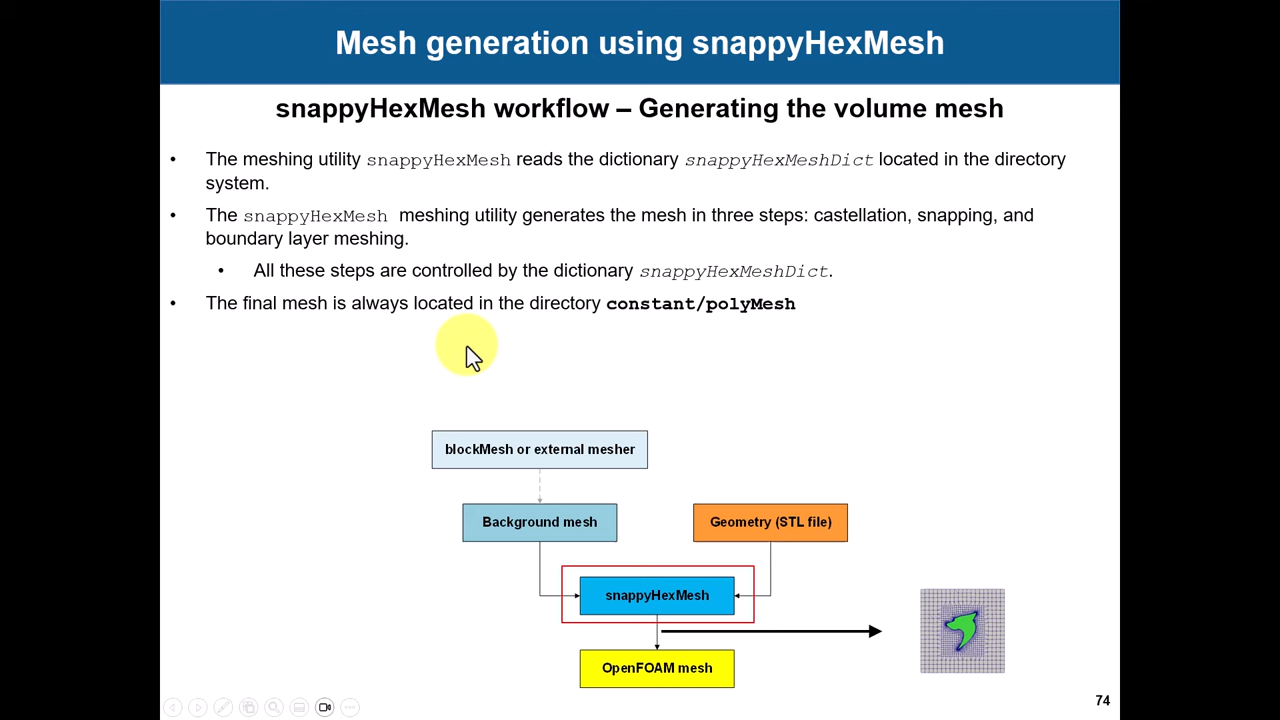 Mesh generation using snappyHexMesh
snappyHexMesh workflow – Generating the volume mesh
• The meshing utility snappyHexMesh reads the dictionary snappyHexMeshDict located in the directory
system.
• The snappyHexMesh meshing utility generates the mesh in three steps: castellation, snapping, and
boundary layer meshing.
• All these steps are controlled by the dictionary snappyHexMeshDict.
• The final mesh is always located in the directory constant/polyMesh
blockMesh or external mesher
Background mesh
Geometry (STL file)
snappyHexMesh
OpenFOAM mesh
74